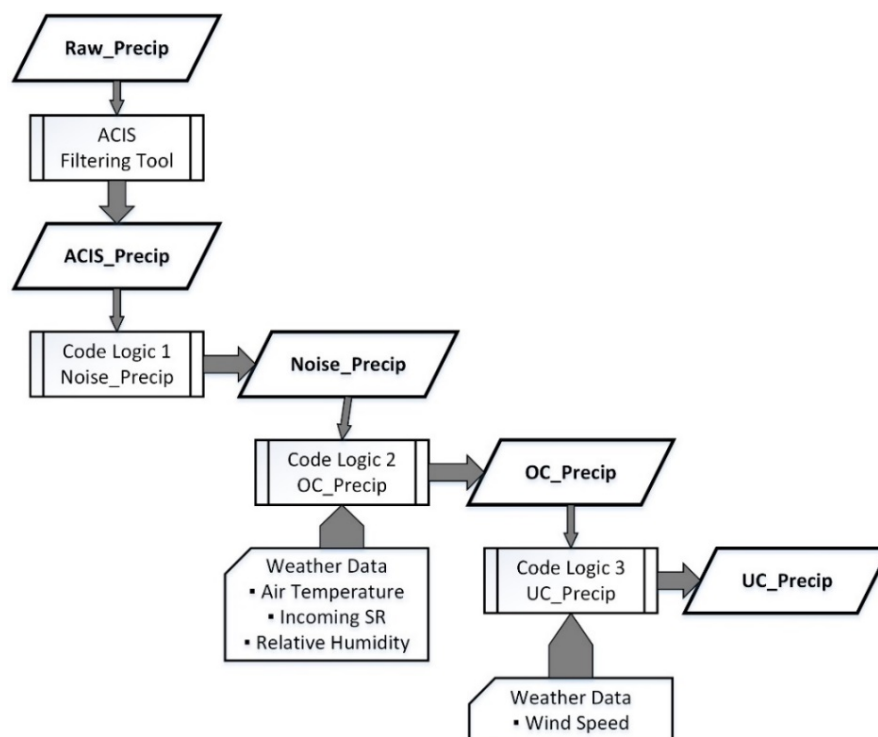 Raw_Precip
ACIS
Filtering Tool
ACIS_Precip
Code Logic 1
Noise_Precip
Noise_Precip
Code Logic 2
OC_Precip
OC_Precip
Weather Data
▪ Air Temperature
▪ Incoming SR
▪ Relative Humidity
Code Logic 3
UC_Precip
UC_Precip
Weather Data
▪ Wind Speed